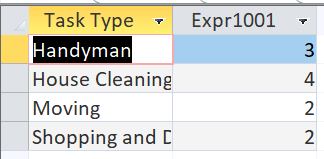 Task Type Expr1001
Handyman 3
House Cleaning 4
Moving 2
Shopping and D 2